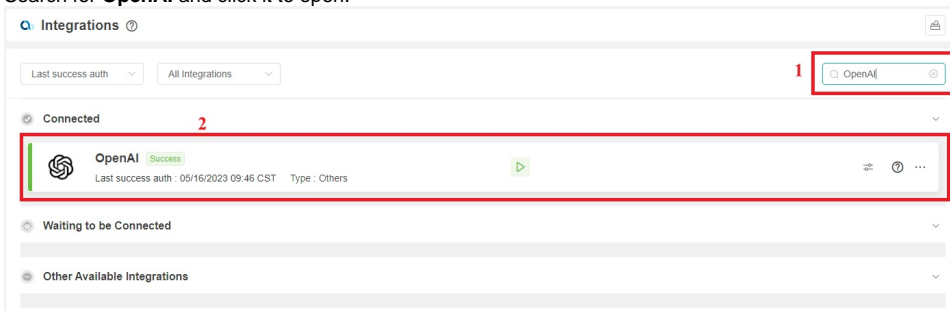 Search for OpenAI and click it to open.
Integrations
Last success auth All Integrations 1 OpenAI
Connected
2
OpenAI Success
Last success auth : 05/16/2023 09:46 CST Type : Others
Waiting to be Connected
Other Available Integrations